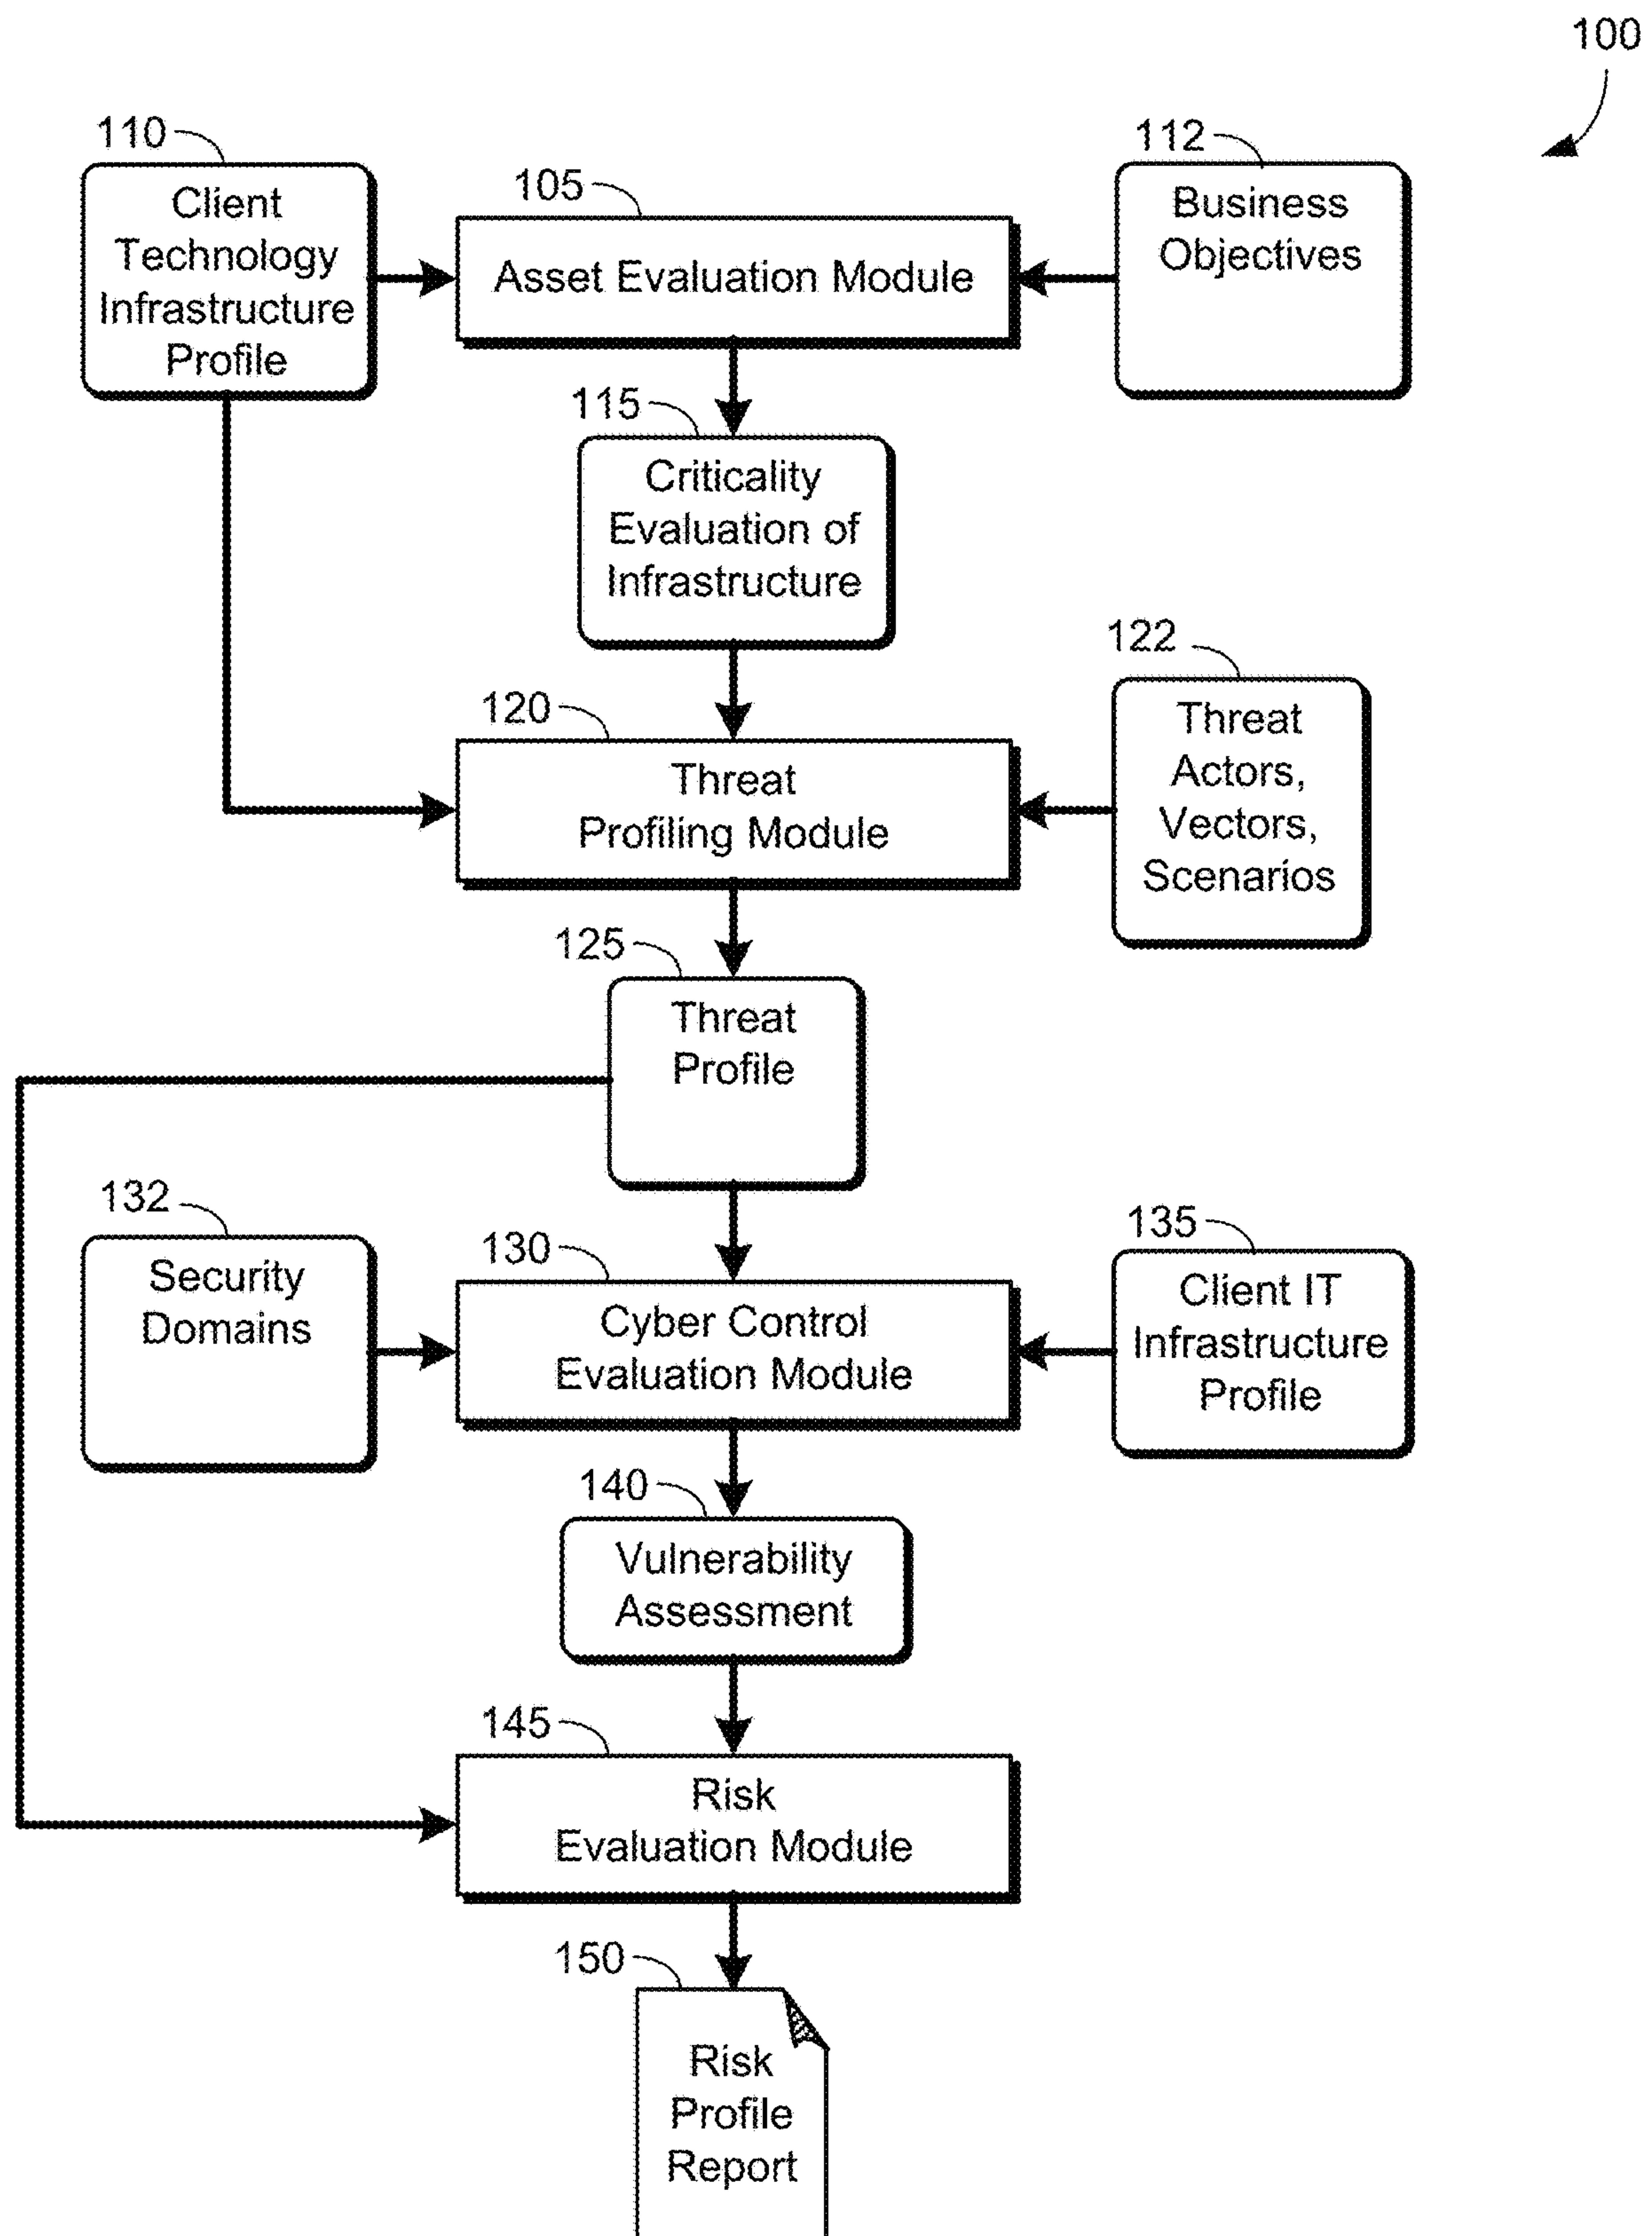 100
110
Client
Technology
Infrastructure
Profile
105
Asset Evaluation Module
112
Business
Objectives
115
Criticality
Evaluation of
Infrastructure
122
Threat
Actors,
Vectors,
Scenarios
120
Threat
Profiling Module
125
Threat
Profile
132
Security
Domains
130
Cyber Control
Evaluation Module
135
Client IT
Infrastructure
Profile
140
Vulnerability
Assessment
145
Risk
Evaluation Module
150
Risk
Profile
Report